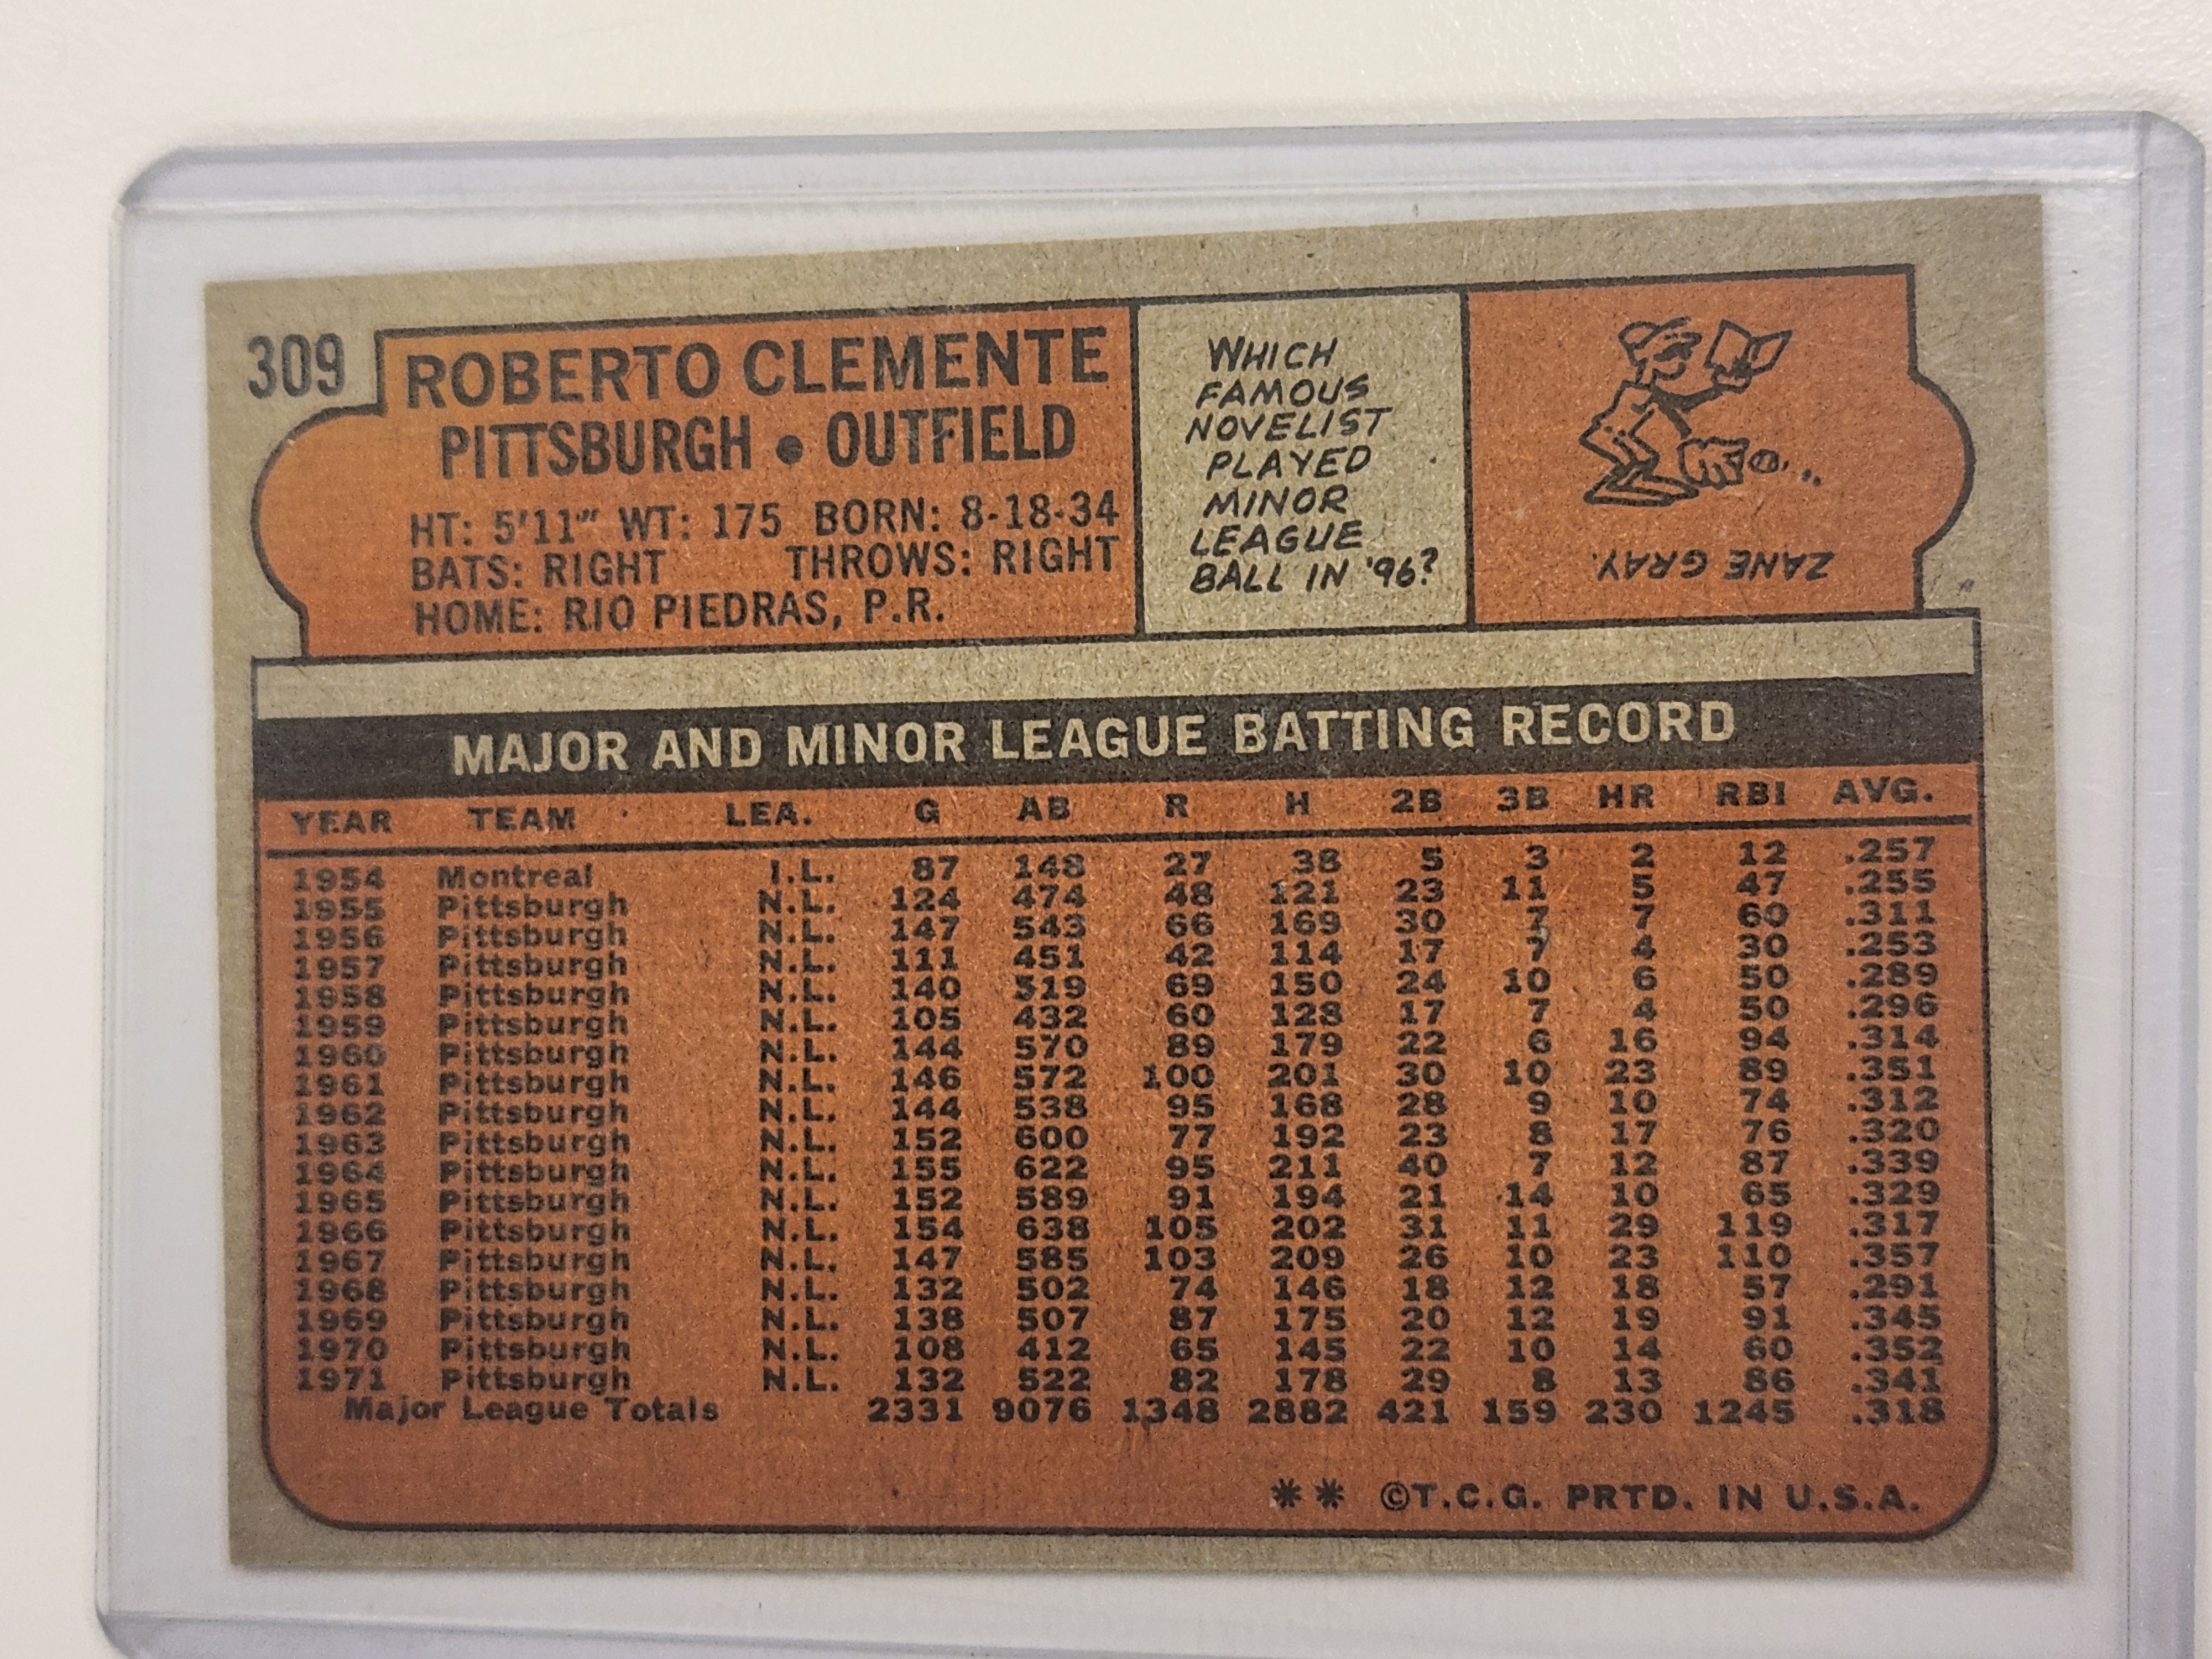 309
ROBERTO CLEMENTE
PITTSBURGH • OUTFIELD
HT: 5'11" WT: 175 BORN: 8-18-34
BATS: RIGHT THROWS: RIGHT
HOME: RIO PIEDRAS, P.R.
WHICH
FAMOUS
NOVELIST
PLAYED
MINOR
LEAGUE
BALL IN '96?
ZANE GRAY.
MAJOR AND MINOR LEAGUE BATTING RECORD
YEAR TEAM LEA. G AB R H 2B 3B HR RBI AVG.
1954 Montreal I.L. 87 148 27 38 5 3 2 12 .257
1955 Pittsburgh N.L. 124 474 48 121 23 11 5 47 .255
1956 Pittsburgh N.L. 147 543 66 169 30 7 7 60 .311
1957 Pittsburgh N.L. 111 451 42 114 17 7 4 30 .253
1958 Pittsburgh N.L. 140 519 69 150 24 10 6 50 .289
1959 Pittsburgh N.L. 105 432 60 128 17 7 4 50 .296
1960 Pittsburgh N.L. 144 570 89 179 22 6 16 94 .314
1961 Pittsburgh N.L. 146 572 100 201 30 10 23 89 .351
1962 Pittsburgh N.L. 144 538 95 168 28 9 10 74 .312
1963 Pittsburgh N.L. 152 600 77 192 23 8 17 76 .320
1964 Pittsburgh N.L. 155 622 95 211 40 7 12 87 .339
1965 Pittsburgh N.L. 152 589 91 194 21 14 10 65 .329
1966 Pittsburgh N.L. 154 638 105 202 31 11 29 119 .317
1967 Pittsburgh N.L. 147 585 103 209 26 10 23 110 .357
1968 Pittsburgh N.L. 132 502 74 146 18 12 18 57 .291
1969 Pittsburgh N.L. 138 507 87 175 20 12 19 91 .345
1970 Pittsburgh N.L. 108 412 65 145 22 10 14 60 .352
1971 Pittsburgh N.L. 132 522 82 178 29 8 13 86 .341
Major League Totals 2331 9076 1348 2882 421 159 230 1245 .318
** ©T.C.G. PRTD. IN U.S.A.